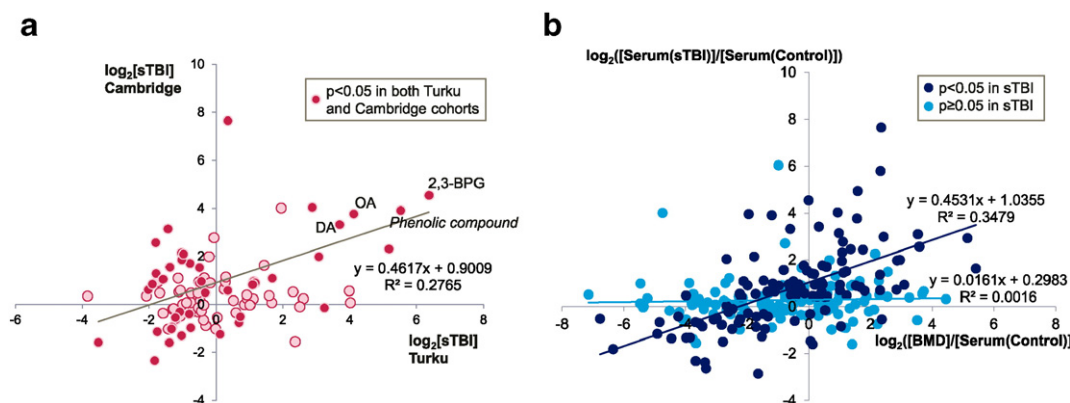 a
log₂[sTBI]
Cambridge
10
8
6
4
2
0
-2
-4
-6
-4
-2
0
2
4
6
8
p<0.05 in both Turku
and Cambridge cohorts
2,3-BPG
OA
DA
Phenolic compound
y = 0.4617x + 0.9009
R² = 0.2765
log₂[sTBI]
Turku
b
log₂([Serum(sTBI)]/[Serum(Control)])
10
8
6
4
2
0
-2
-4
-8
-6
-4
-2
0
2
4
6
8
p<0.05 in sTBI
p≥0.05 in sTBI
y = 0.4531x + 1.0355
R² = 0.3479
y = 0.0161x + 0.2983
R² = 0.0016
log₂([BMD]/[Serum(Control)])